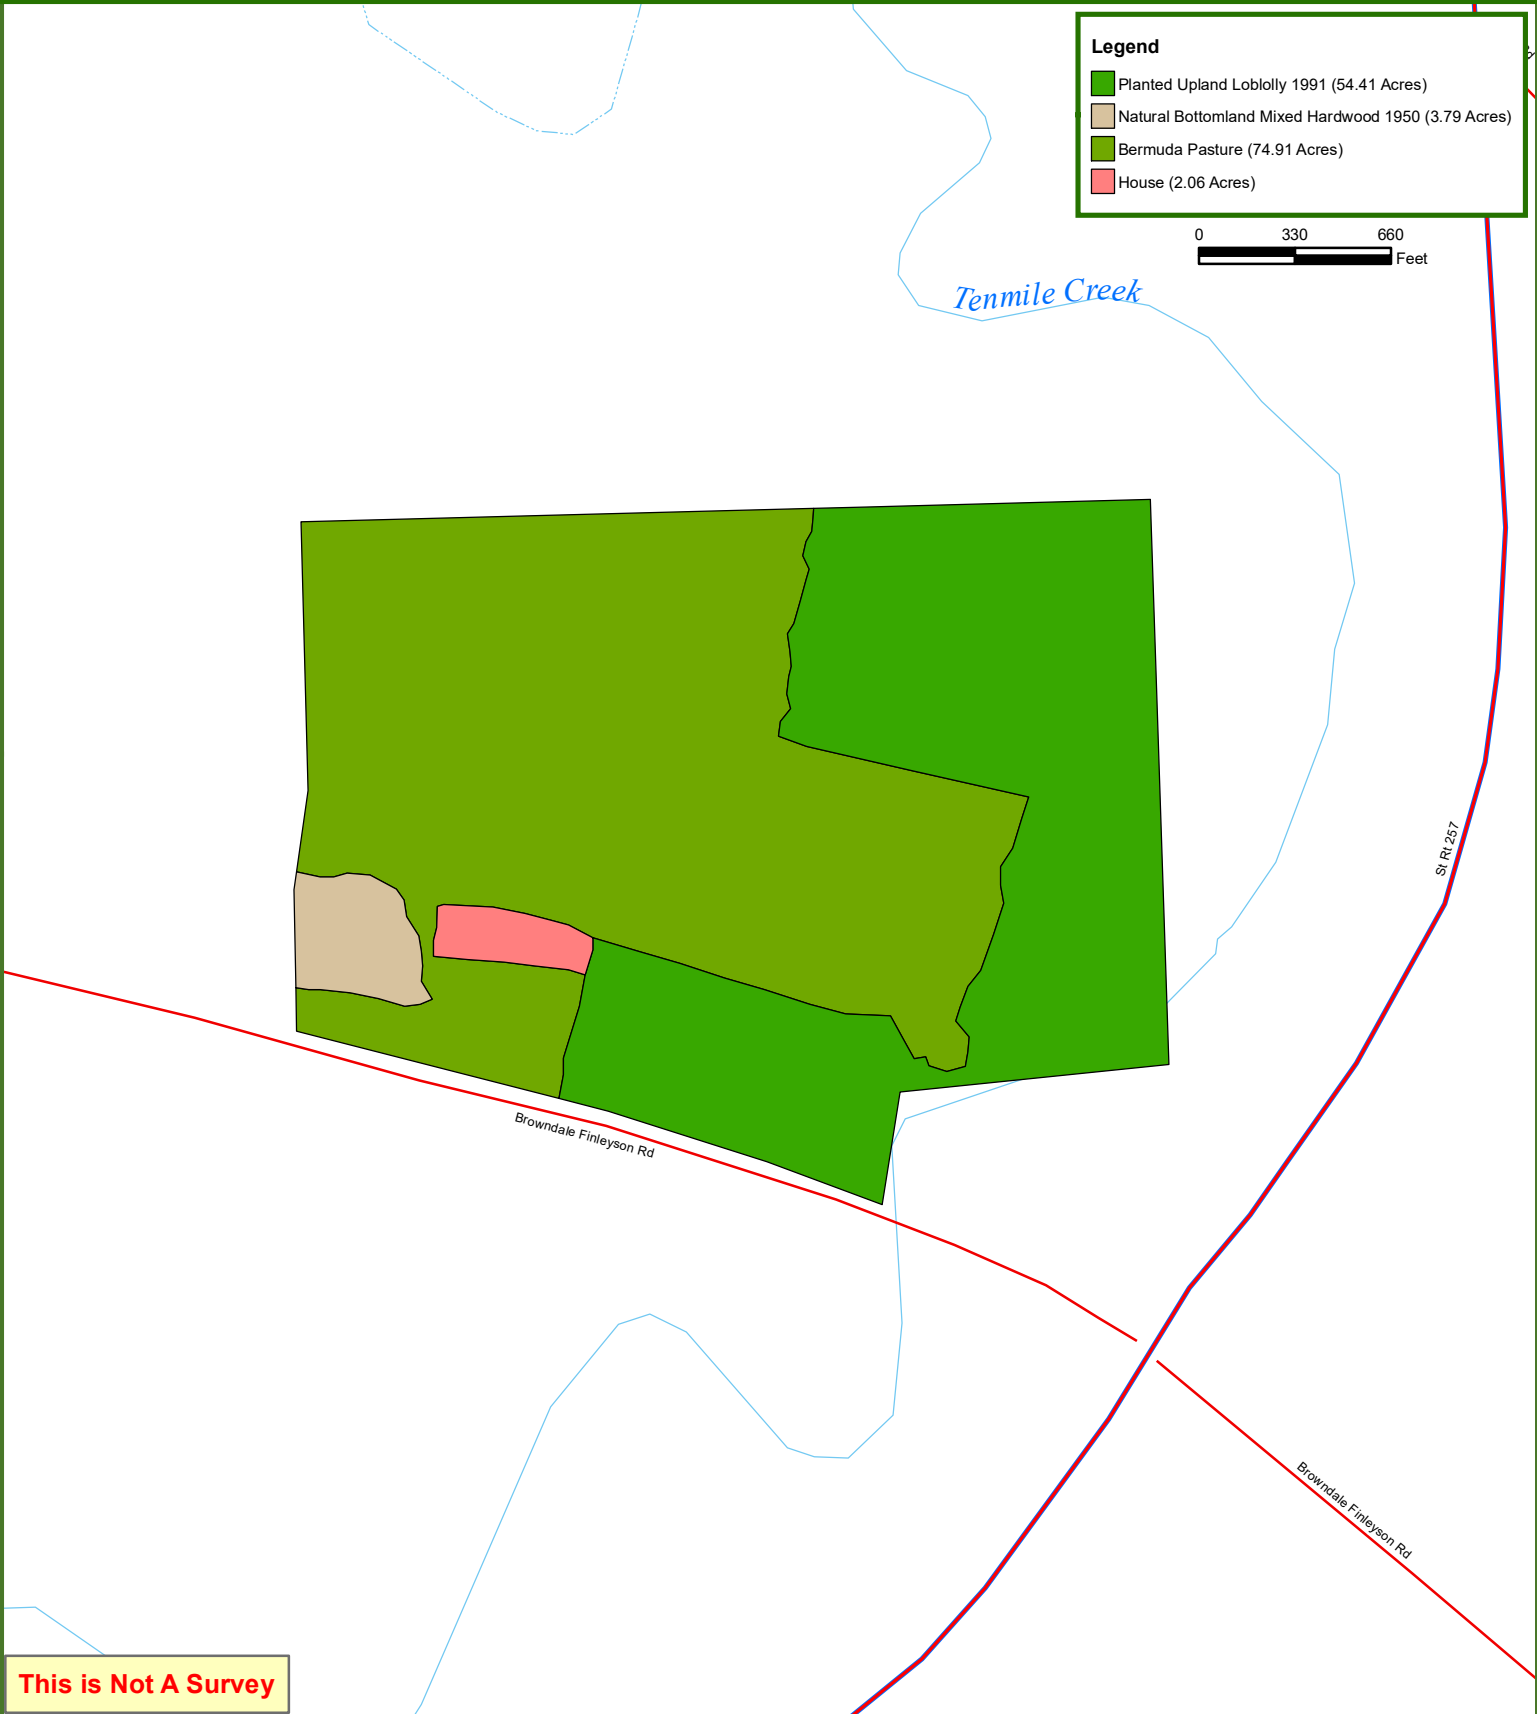 Legend
Planted Upland Loblolly 1991 (54.41 Acres)
Natural Bottomland Mixed Hardwood 1950 (3.79 Acres)
Bermuda Pasture (74.91 Acres)
House (2.06 Acres)
0 330 660
Feet
Tenmile Creek
St Rt 257
Browndale Finleyson Rd
Browndale Finleyson Rd
This is Not A Survey